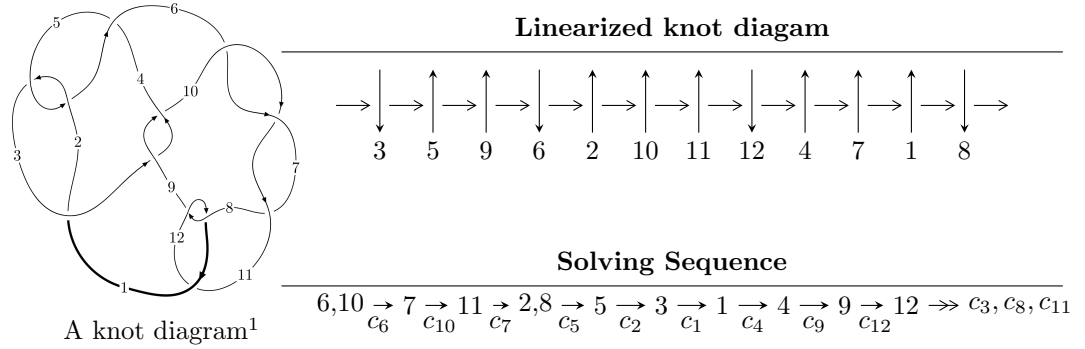 5
6
4
10
2
3
7
9
8
12
11
1
A knot diagram¹
Linearized knot diagam
3 5 9 6 2 10 11 12 4 7 1 8
Solving Sequence
6,10 → 7 → 11 → 2,8 → 5 → 3 → 1 → 4 → 9 → 12 →» c₃, c₈, c₁₁
c₆ c₁₀ c₇ c₅ c₂ c₁ c₄ c₉ c₁₂